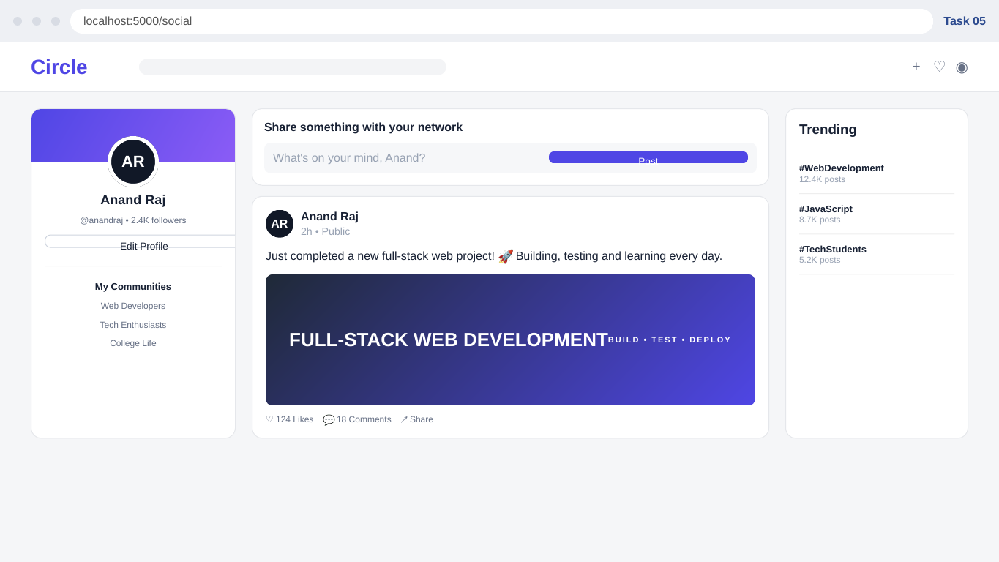 localhost:5000/social
Task 05
Circle
AR
Anand Raj
@anandraj • 2.4K followers
Edit Profile
My Communities
Web Developers
Tech Enthusiasts
College Life
Share something with your network
What's on your mind, Anand?
Post
AR
Anand Raj
2h • Public
Just completed a new full-stack web project! 🚀 Building, testing and learning every day.
FULL-STACK WEB DEVELOPMENT
BUILD • TEST • DEPLOY
♡ 124 Likes 💬 18 Comments ↗ Share
Trending
#WebDevelopment
12.4K posts
#JavaScript
8.7K posts
#TechStudents
5.2K posts